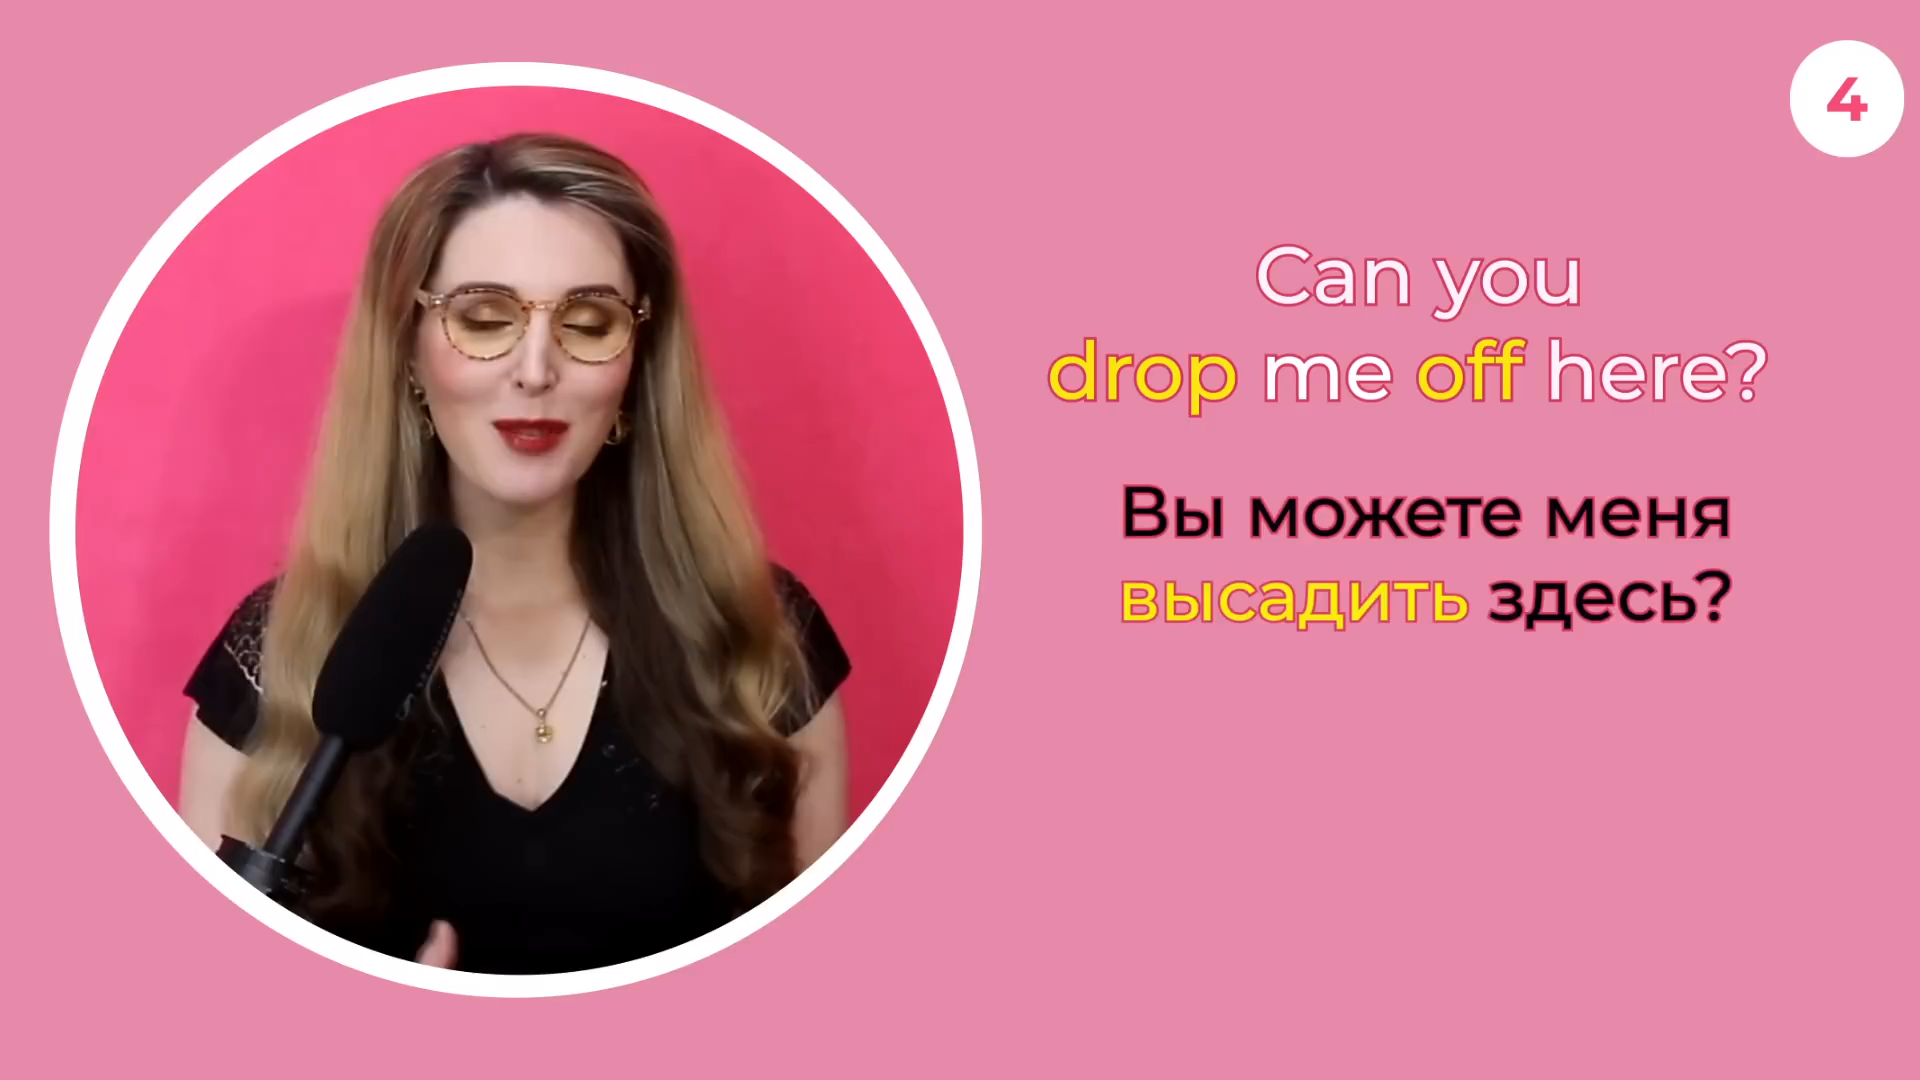 4
Can you
drop me off here?
Вы можете меня
высадить здесь?